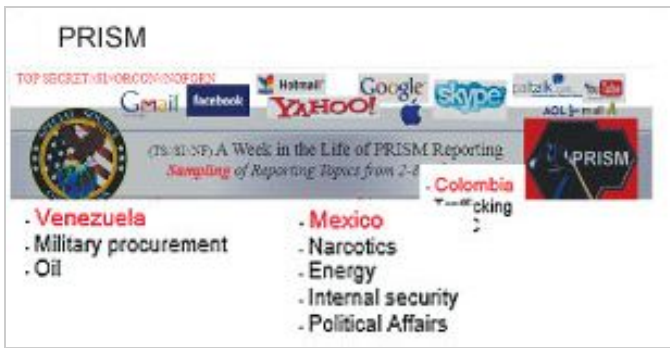 PRISM
TOP SECRET//SI//ORCON//NOFORN
Gmail facebook Hotmail YAHOO! Google skype paltalk YouTube
AOL mail
(TS//SI//NF) A Week in the Life of PRISM Reporting
Sampling of Reporting Topics from 2-8
PRISM
- Colombia
- Venezuela
- Military procurement
- Oil
- Mexico
- Narcotics
- Energy
- Internal security
- Political Affairs